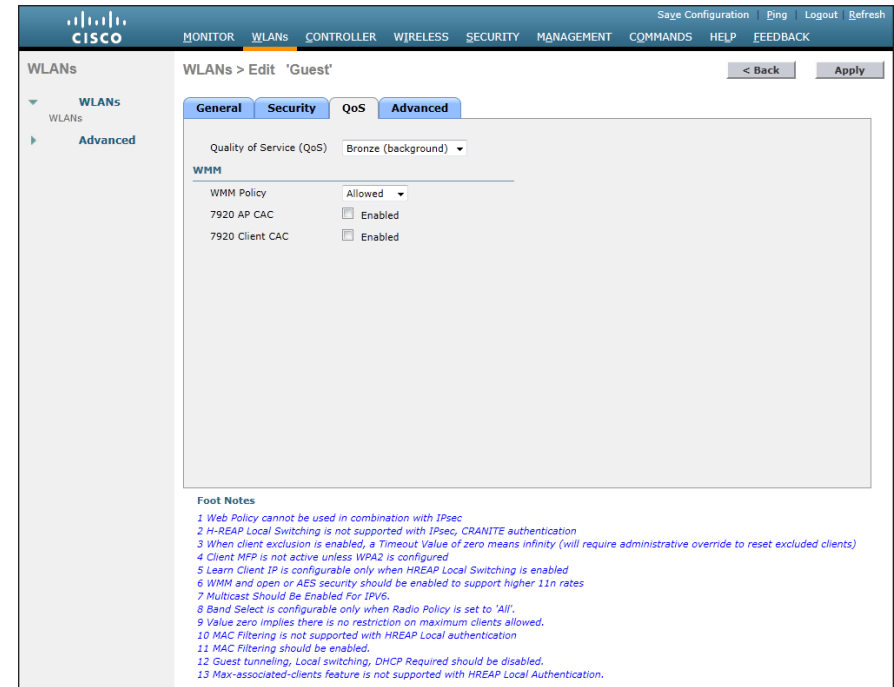 Save Configuration Ping Logout Refresh
CISCO
MONITOR WLANs CONTROLLER WIRELESS SECURITY MANAGEMENT COMMANDS HELP FEEDBACK
WLANs
WLANs > Edit 'Guest'
< Back
Apply
WLANs
WLANs
Advanced
General Security QoS Advanced
Quality of Service (QoS) Bronze (background)
WMM
WMM Policy Allowed
7920 AP CAC Enabled
7920 Client CAC Enabled
Foot Notes
1 Web Policy cannot be used in combination with IPsec
2 H-REAP Local Switching is not supported with IPsec, CRANITE authentication
3 When client exclusion is enabled, a Timeout Value of zero means infinity (will require administrative override to reset excluded clients)
4 Client MFP is not active unless WPA2 is configured
5 Learn Client IP is configurable only when HREAP Local Switching is enabled
6 WMM and open or AES security should be enabled to support higher 11n rates
7 Multicast Should Be Enabled For IPV6.
8 Band Select is configurable only when Radio Policy is set to 'All'.
9 Value zero implies there is no restriction on maximum clients allowed.
10 MAC Filtering is not supported with HREAP Local authentication
11 MAC Filtering should be enabled.
12 Guest tunneling, Local switching, DHCP Required should be disabled.
13 Max-associated-clients feature is not supported with HREAP Local Authentication.